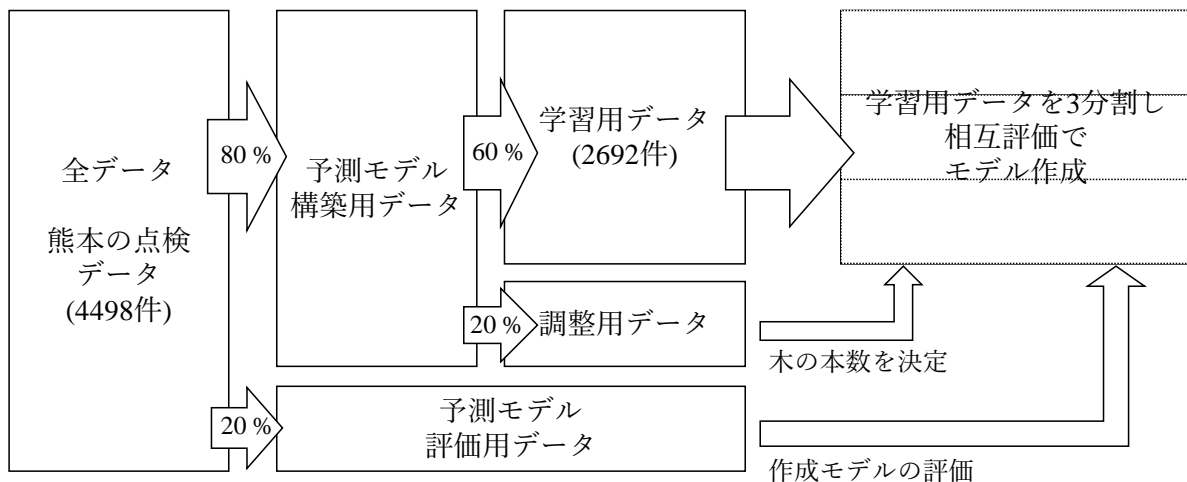 全データ
熊本の点検
データ
(4498件)
80 %
20 %
予測モデル
構築用データ
60 %
20 %
学習用データ
(2692件)
調整用データ
予測モデル
評価用データ
学習用データを3分割し
相互評価で
モデル作成
木の本数を決定
作成モデルの評価